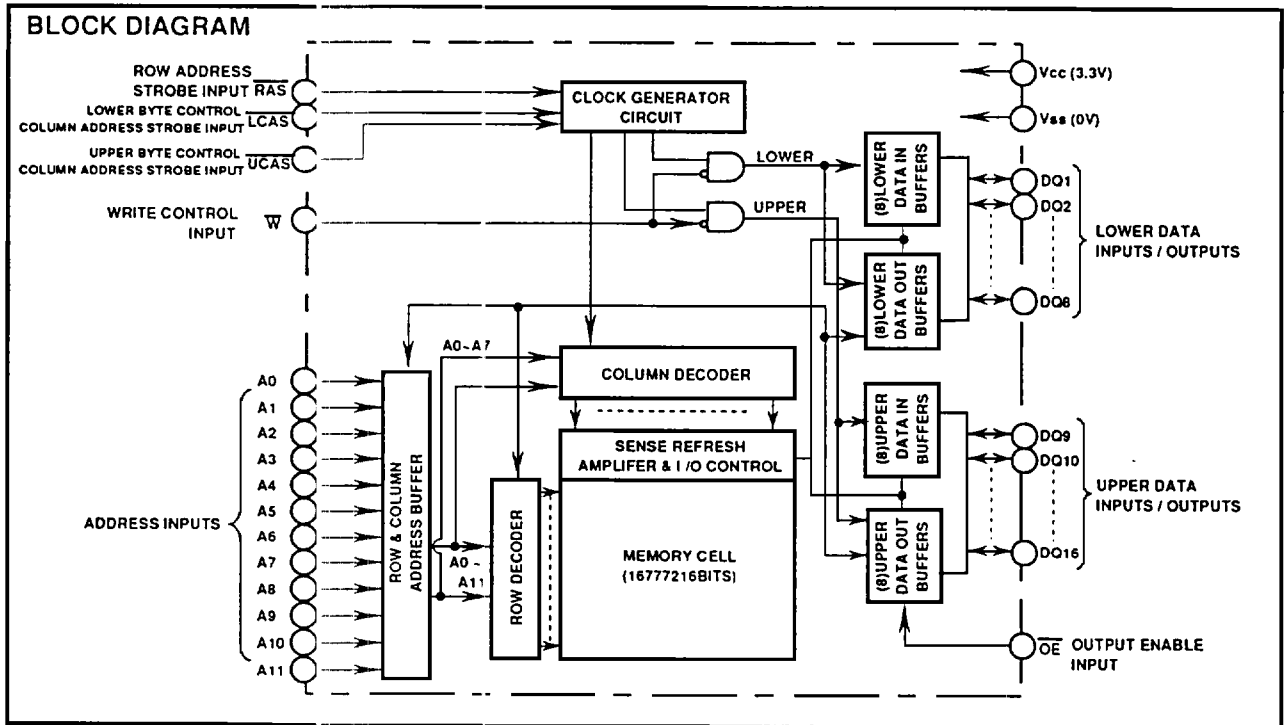 BLOCK DIAGRAM
ROW ADDRESS
STROBE INPUT RAS
LOWER BYTE CONTROL
COLUMN ADDRESS STROBE INPUT LCAS
UPPER BYTE CONTROL
COLUMN ADDRESS STROBE INPUT UCAS
WRITE CONTROL
INPUT W
CLOCK GENERATOR
CIRCUIT
LOWER
UPPER
(8)LOWER
DATA IN
BUFFERS
(8)LOWER
DATA OUT
BUFFERS
Vcc (3.3V)
Vss (0V)
DQ1
DQ2
DQ8
LOWER DATA
INPUTS / OUTPUTS
ADDRESS INPUTS
A0
A1
A2
A3
A4
A5
A6
A7
A8
A9
A10
A11
ROW & COLUMN
ADDRESS BUFFER
A0~A7
A0 ~
A11
ROW DECODER
COLUMN DECODER
SENSE REFRESH
AMPLIFER & I /O CONTROL
MEMORY CELL
(16777216BITS)
(8)UPPER
DATA IN
BUFFERS
(8)UPPER
DATA OUT
BUFFERS
DQ9
DQ10
DQ16
UPPER DATA
INPUTS / OUTPUTS
OE OUTPUT ENABLE
INPUT